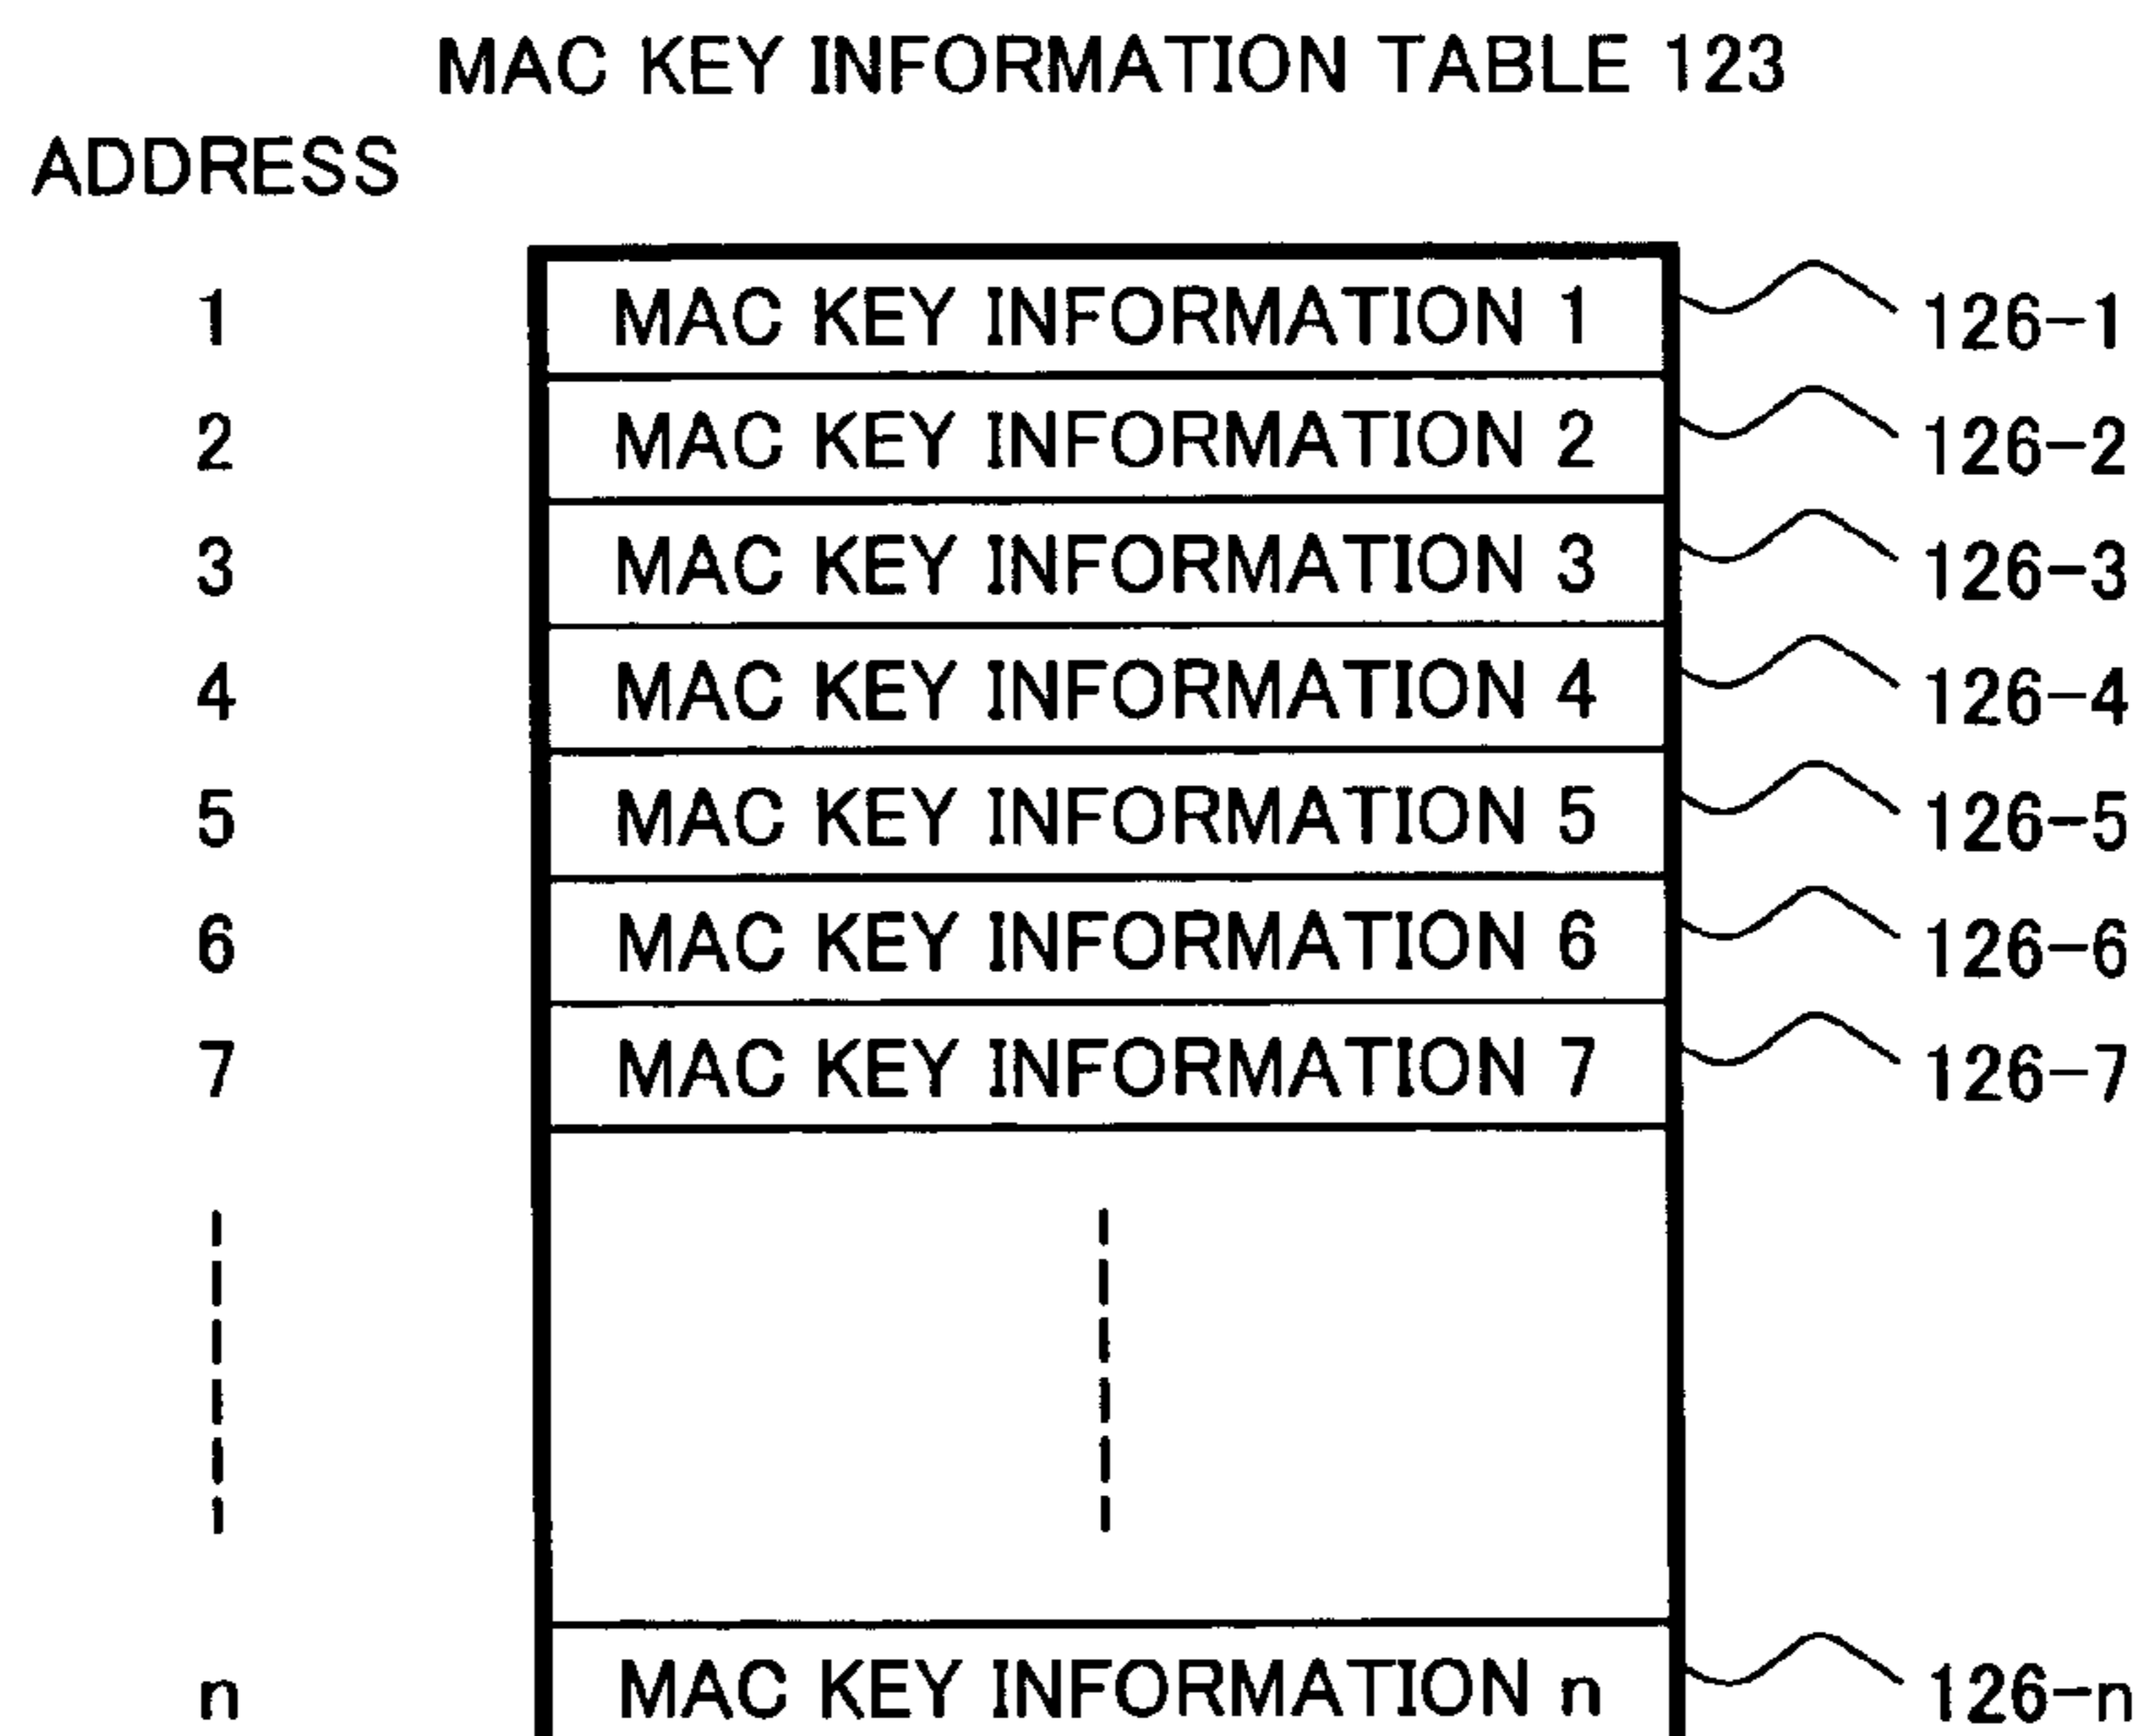 MAC KEY INFORMATION TABLE 123
ADDRESS
1 MAC KEY INFORMATION 1 126-1
2 MAC KEY INFORMATION 2 126-2
3 MAC KEY INFORMATION 3 126-3
4 MAC KEY INFORMATION 4 126-4
5 MAC KEY INFORMATION 5 126-5
6 MAC KEY INFORMATION 6 126-6
7 MAC KEY INFORMATION 7 126-7
n MAC KEY INFORMATION n 126-n